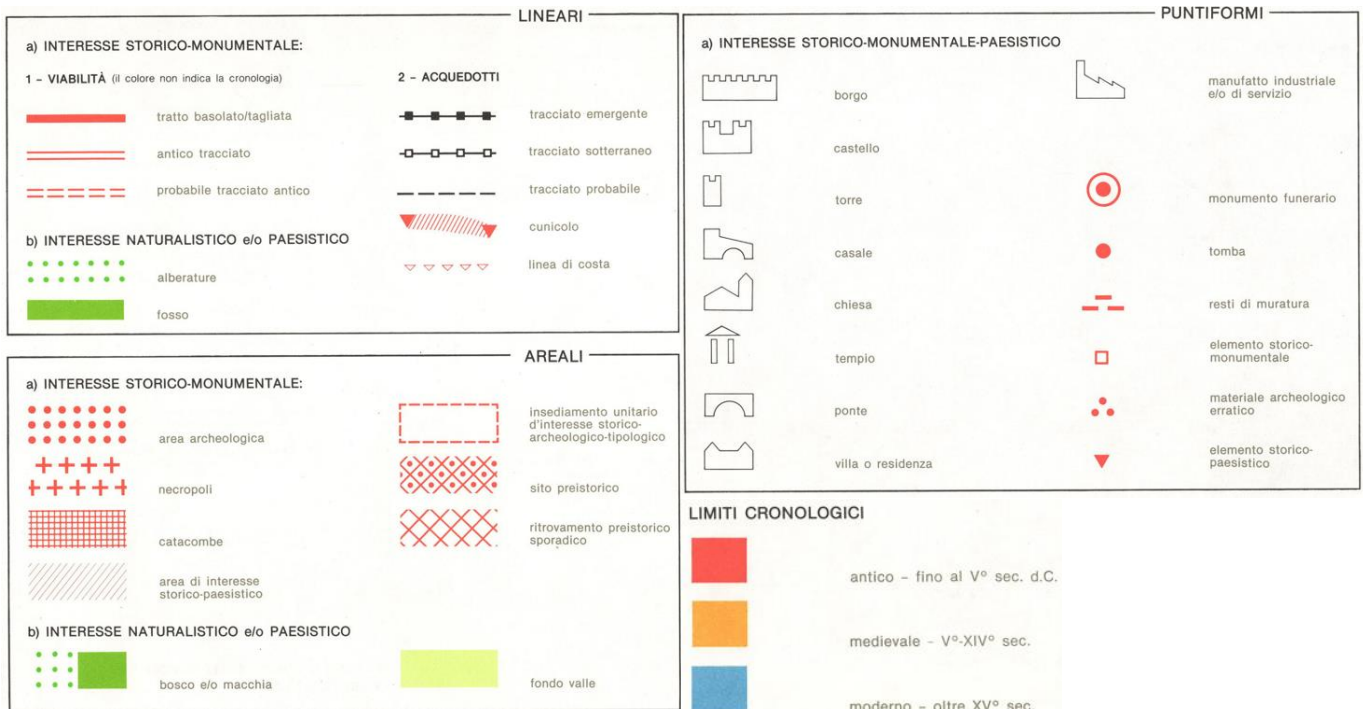 LINEARI
a) INTERESSE STORICO-MONUMENTALE:
1 - VIABILITÀ (il colore non indica la cronologia)
tratto basolato/tagliata
antico tracciato
probabile tracciato antico
b) INTERESSE NATURALISTICO e/o PAESISTICO
alberature
fosso
2 - ACQUEDOTTI
tracciato emergente
tracciato sotterraneo
tracciato probabile
cunicolo
linea di costa
AREALI
a) INTERESSE STORICO-MONUMENTALE:
area archeologica
necropoli
catacombe
area di interesse
storico-paesistico
insediamento unitario
d'interesse storico-
archeologico-tipologico
sito preistorico
ritrovamento preistorico
sporadico
b) INTERESSE NATURALISTICO e/o PAESISTICO
bosco e/o macchia
fondo valle
PUNTIFORMI
a) INTERESSE STORICO-MONUMENTALE-PAESISTICO
borgo
castello
torre
casale
chiesa
tempio
ponte
villa o residenza
manufatto industriale
e/o di servizio
monumento funerario
tomba
resti di muratura
elemento storico-
monumentale
materiale archeologico
erratico
elemento storico-
paesistico
LIMITI CRONOLOGICI
antico - fino al Vº sec. d.C.
medievale - Vº-XIVº sec.
moderno - oltre XVº sec.